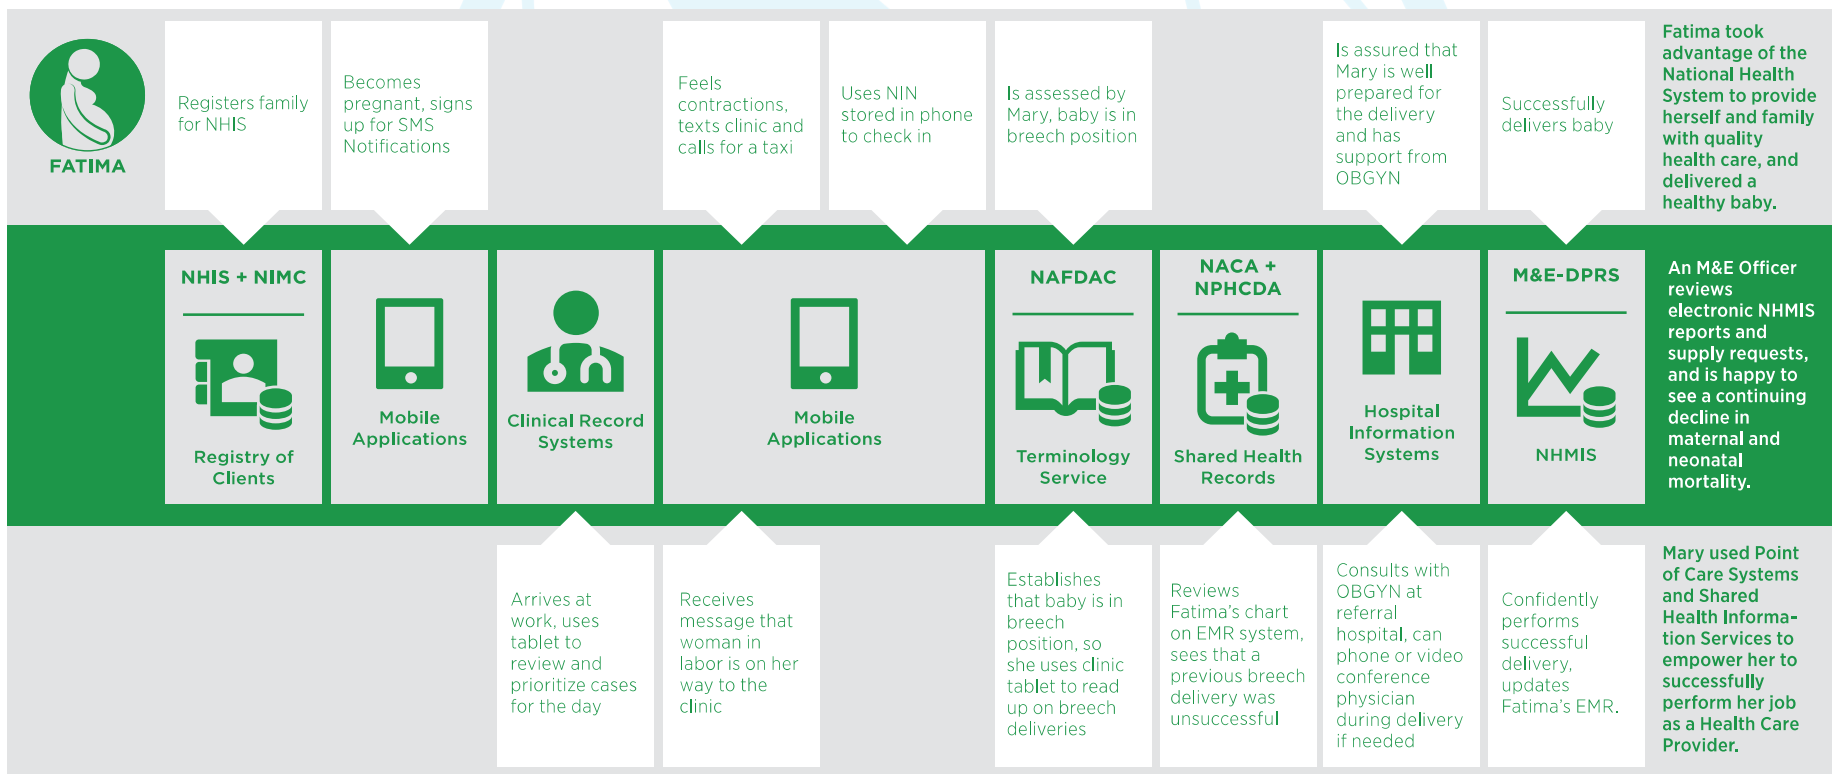 FATIMA
Registers family
for NHIS
Becomes
pregnant, signs
up for SMS
Notifications
Feels
contractions,
texts clinic and
calls for a taxi
Uses NIN
stored in phone
to check in
Is assessed by
Mary, baby is in
breech position
Is assured that
Mary is well
prepared for
the delivery
and has
support from
OBGYN
Successfully
delivers baby
Fatima took
advantage of the
National Health
System to provide
herself and family
with quality
health care, and
delivered a
healthy baby.
NHIS + NIMC
Registry of
Clients
Mobile
Applications
Clinical Record
Systems
Mobile
Applications
NAFDAC
Terminology
Service
NACA +
NPHCDA
Shared Health
Records
Hospital
Information
Systems
M&E-DPRS
NHMIS
An M&E Officer
reviews
electronic NHMIS
reports and
supply requests,
and is happy to
see a continuing
decline in
maternal and
neonatal
mortality.
Arrives at
work, uses
tablet to
review and
prioritize cases
for the day
Receives
message that
woman in
labor is on her
way to the
clinic
Establishes
that baby is in
breech
position, so
she uses clinic
tablet to read
up on breech
deliveries
Reviews
Fatima's chart
on EMR system,
sees that a
previous breech
delivery was
unsuccessful
Consults with
OBGYN at
referral
hospital, can
phone or video
conference
physician
during delivery
if needed
Confidently
performs
successful
delivery,
updates
Fatima's EMR.
Mary used Point
of Care Systems
and Shared
Health Informa-
tion Services to
empower her to
successfully
perform her job
as a Health Care
Provider.